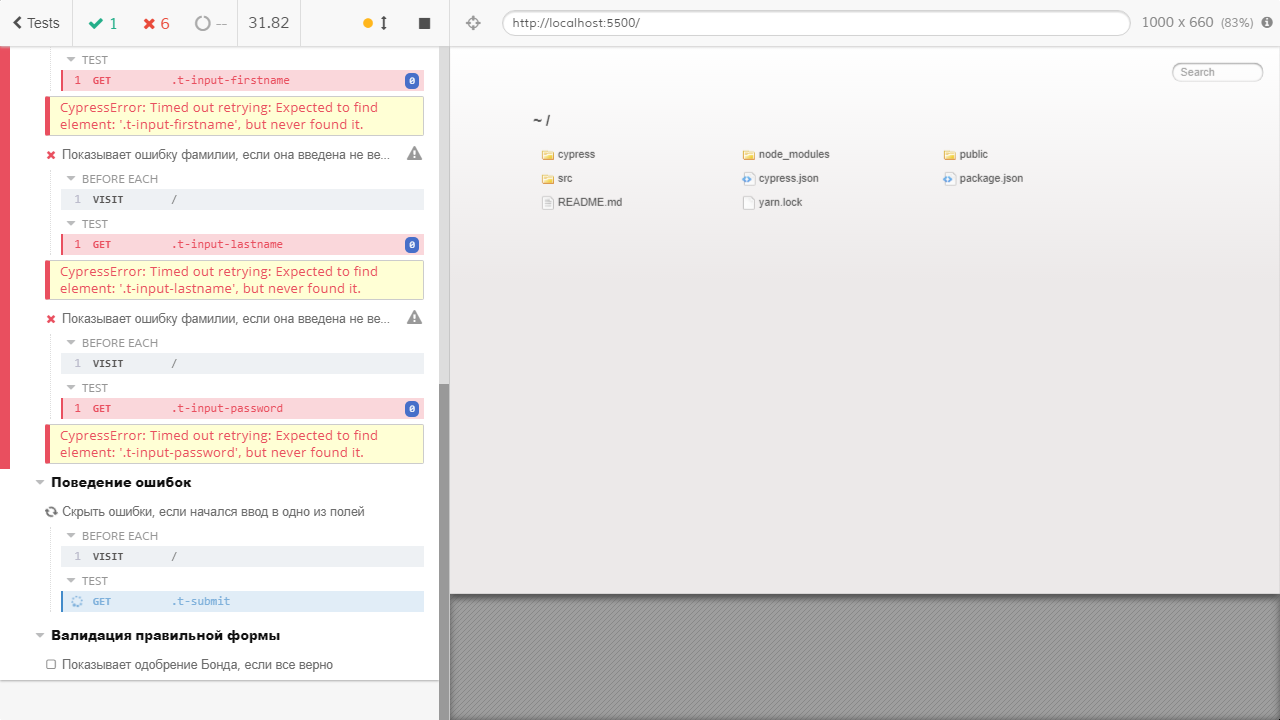 Tests
1
6
--
31.82
http://localhost:5500/
1000 x 660 (83%)
TEST
1 GET .t-input-firstname 0
CypressError: Timed out retrying: Expected to find
element: '.t-input-firstname', but never found it.
Показывает ошибку фамилии, если она введена не ве...
BEFORE EACH
1 VISIT /
TEST
1 GET .t-input-lastname 0
CypressError: Timed out retrying: Expected to find
element: '.t-input-lastname', but never found it.
Показывает ошибку фамилии, если она введена не ве...
BEFORE EACH
1 VISIT /
TEST
1 GET .t-input-password 0
CypressError: Timed out retrying: Expected to find
element: '.t-input-password', but never found it.
Поведение ошибок
Скрыть ошибки, если начался ввод в одно из полей
BEFORE EACH
1 VISIT /
TEST
GET .t-submit
Валидация правильной формы
Показывает одобрение Бонда, если все верно
Search
~ /
cypress
node_modules
public
src
cypress.json
package.json
README.md
yarn.lock